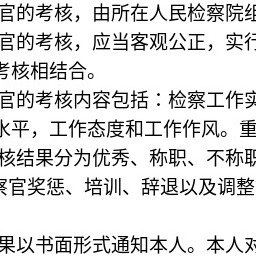 官的考核，由所在人民检察院组
官的考核，应当客观公正，实行
考核相结合。
官的考核内容包括：检察工作实
水平，工作态度和工作作风。重
核结果分为优秀、称职、不称职
察官奖惩、培训、辞退以及调整
果以书面形式通知本人。本人对